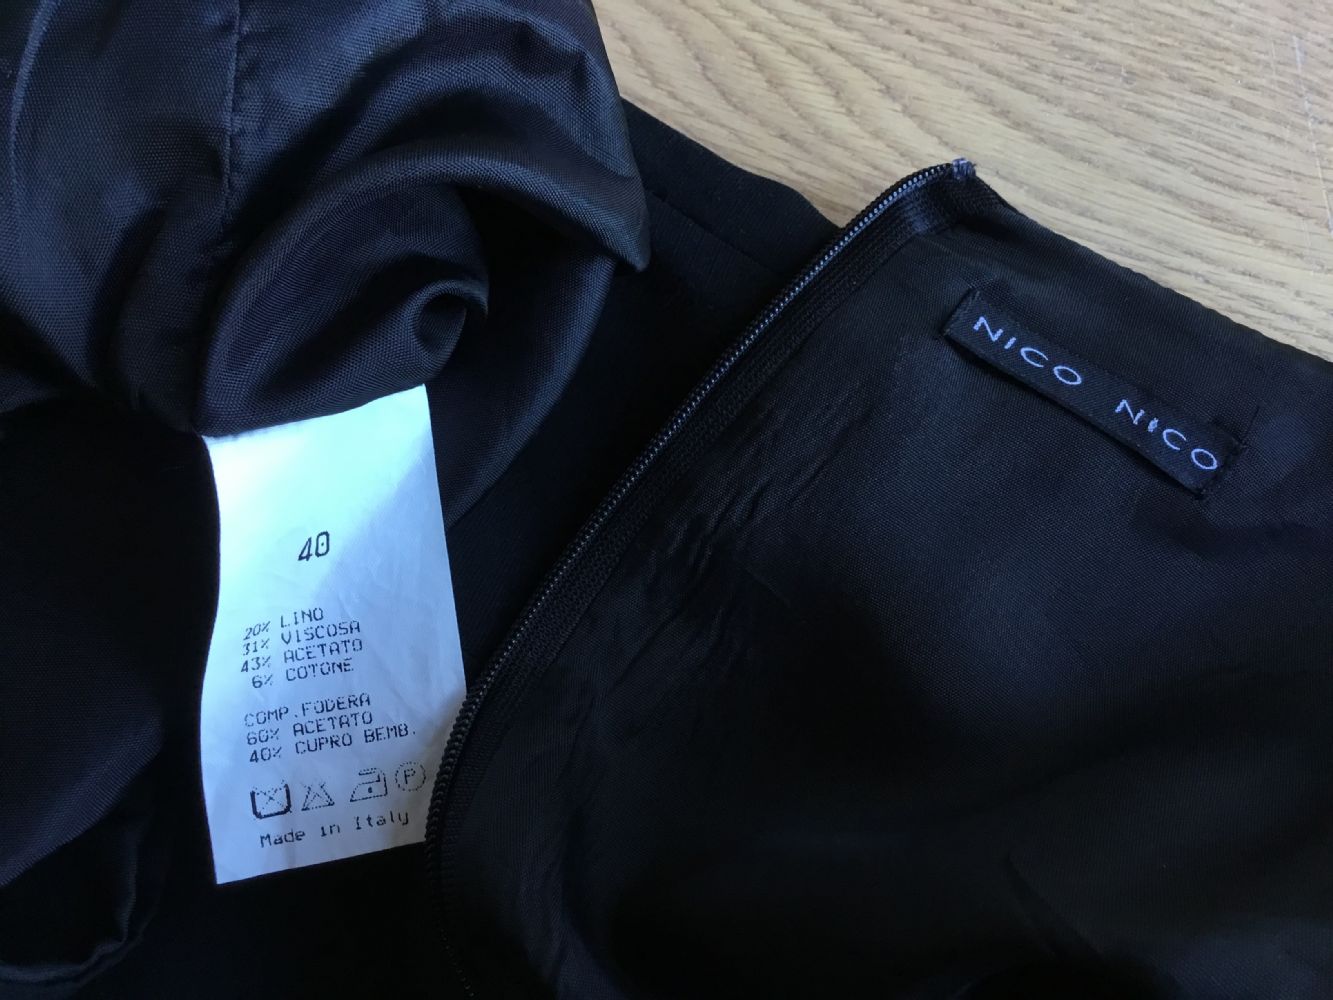 NICO NICO
40
20% LINO
31% VISCOSA
43% ACETATO
6% COTONE
COMP.FODERA
60% ACETATO
40% CUPRO BEMB.
P
Made in Italy